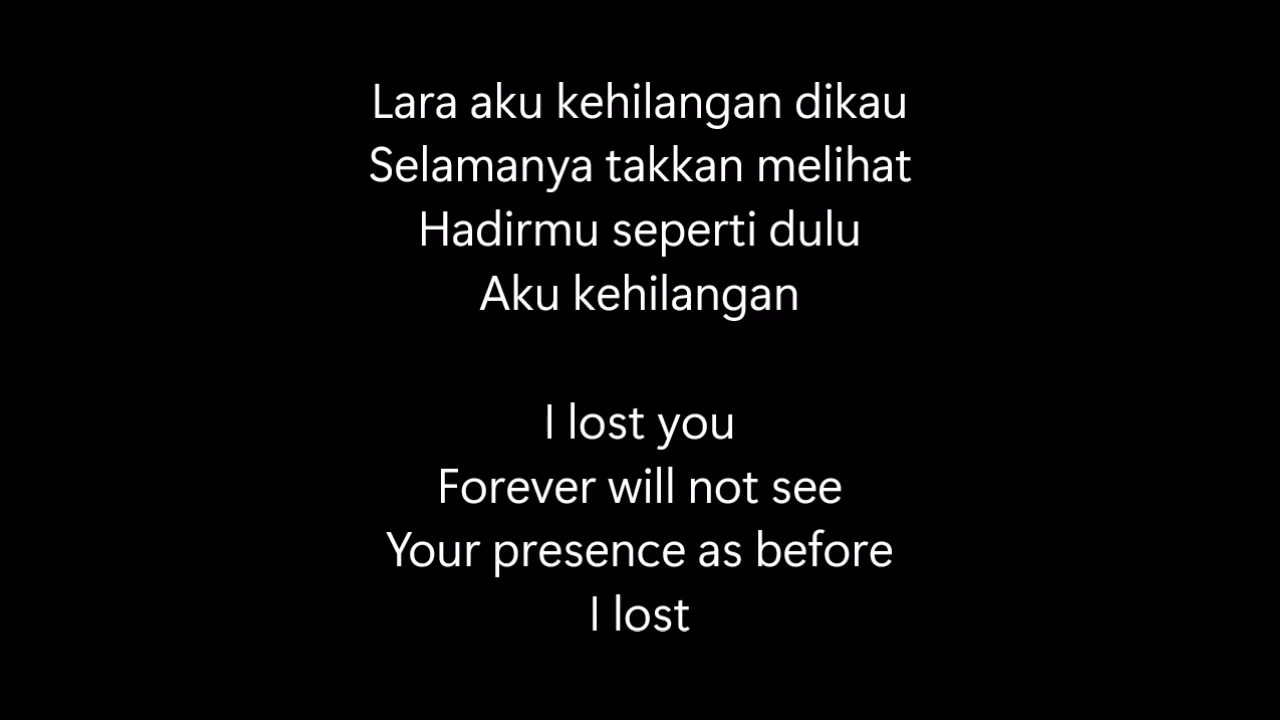 Lara aku kehilangan dikau
Selamanya takkan melihat
Hadirmu seperti dulu
Aku kehilangan
I lost you
Forever will not see
Your presence as before
I lost